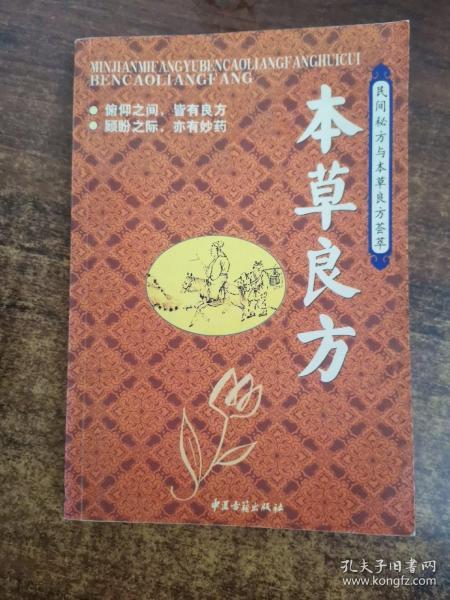 MINJIANMIFANGYUBENCAOLIANGFANGHUICUI
BENCAOLIANGFANG
俯仰之间，皆有良方
顾盼之际，亦有妙药
民间秘方与本草良方荟萃
本草良方
中医古籍出版社
孔夫子旧书网
www.kongfz.com